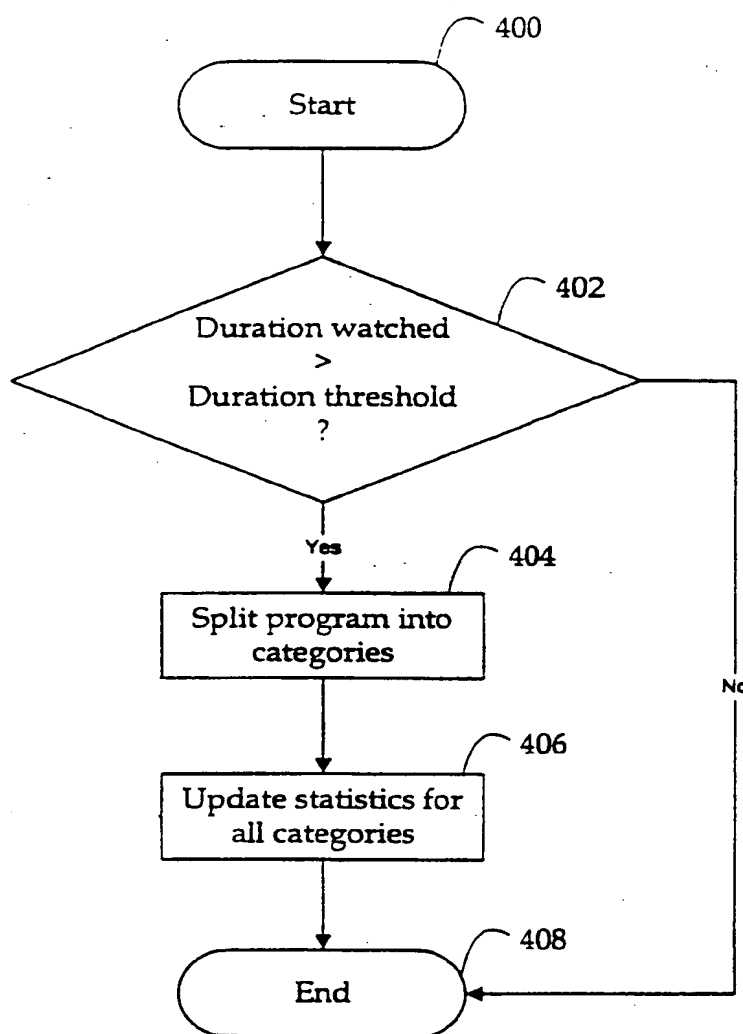 400
Start
402
Duration watched
>
Duration threshold
?
Yes
404
Split program into
categories
No
406
Update statistics for
all categories
408
End